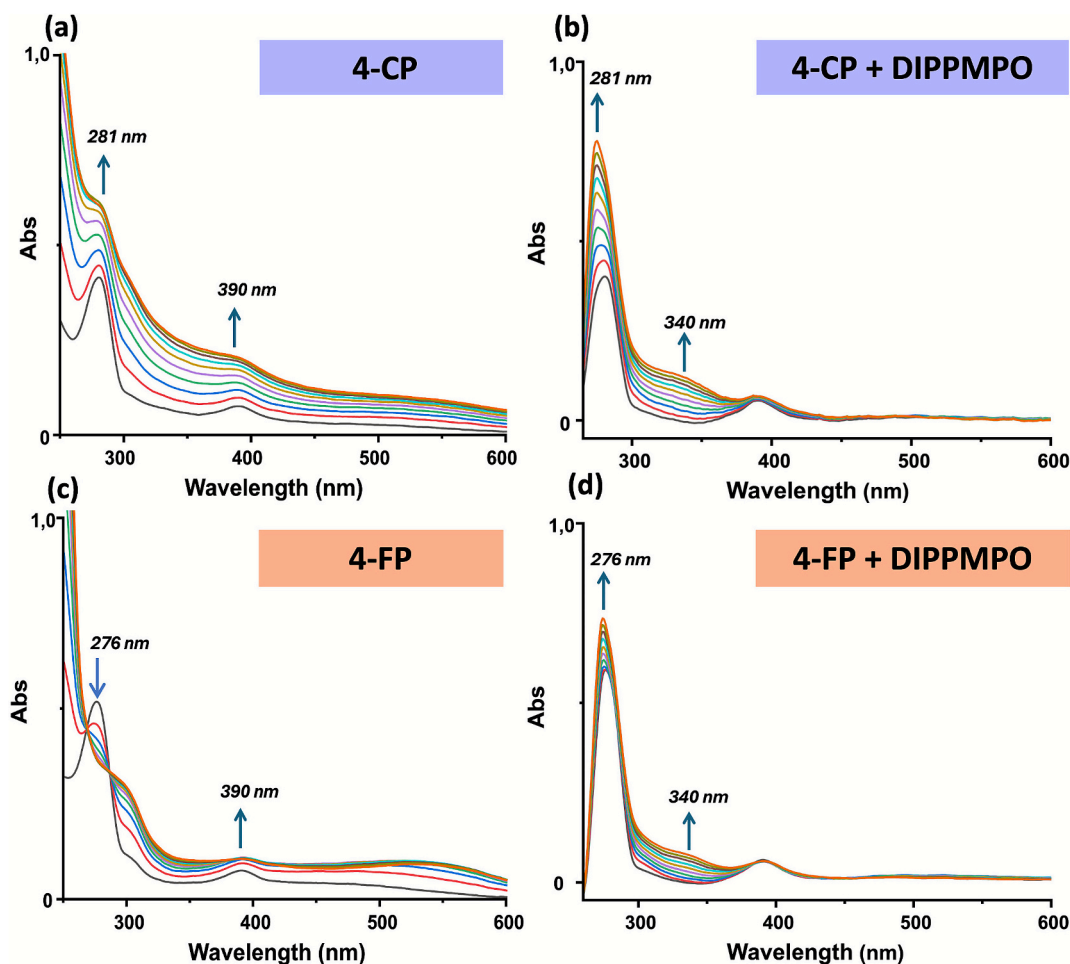 (a)
1,0
4-CP
281 nm
390 nm
Abs
0
300
400
500
600
Wavelength (nm)
(b)
1,0
4-CP + DIPPMPO
281 nm
340 nm
Abs
0
300
400
500
600
Wavelength (nm)
(c)
1,0
4-FP
276 nm
390 nm
Abs
0
300
400
500
600
Wavelength (nm)
(d)
1,0
4-FP + DIPPMPO
276 nm
340 nm
Abs
0
300
400
500
600
Wavelength (nm)